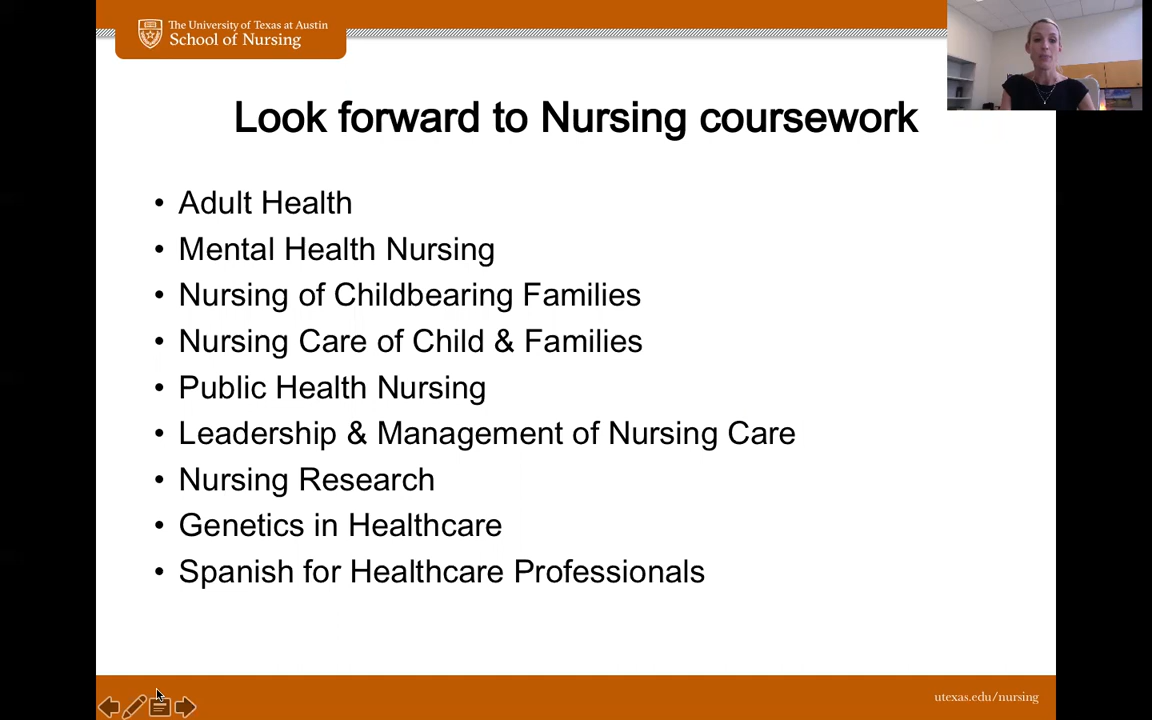 The University of Texas at Austin
School of Nursing
Look forward to Nursing coursework
• Adult Health
• Mental Health Nursing
• Nursing of Childbearing Families
• Nursing Care of Child & Families
• Public Health Nursing
• Leadership & Management of Nursing Care
• Nursing Research
• Genetics in Healthcare
• Spanish for Healthcare Professionals
utexas.edu/nursing